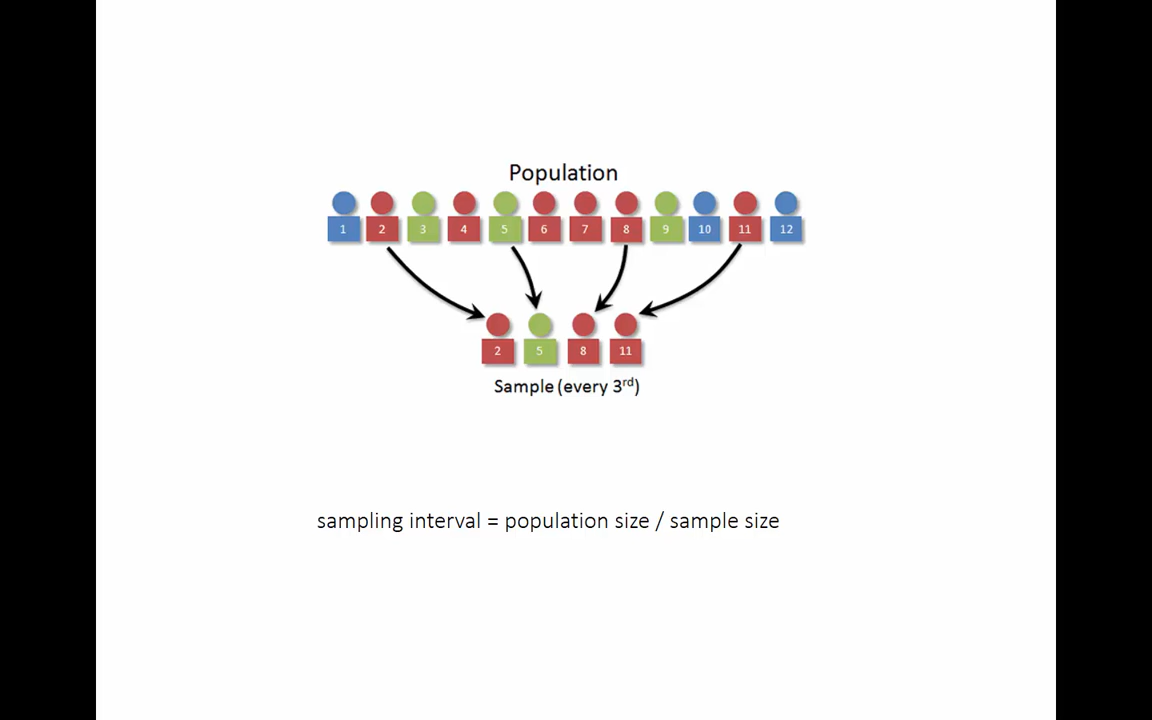 Population
1 2 3 4 5 6 7 8 9 10 11 12
2 5 8 11
Sample (every 3rd)
sampling interval = population size / sample size